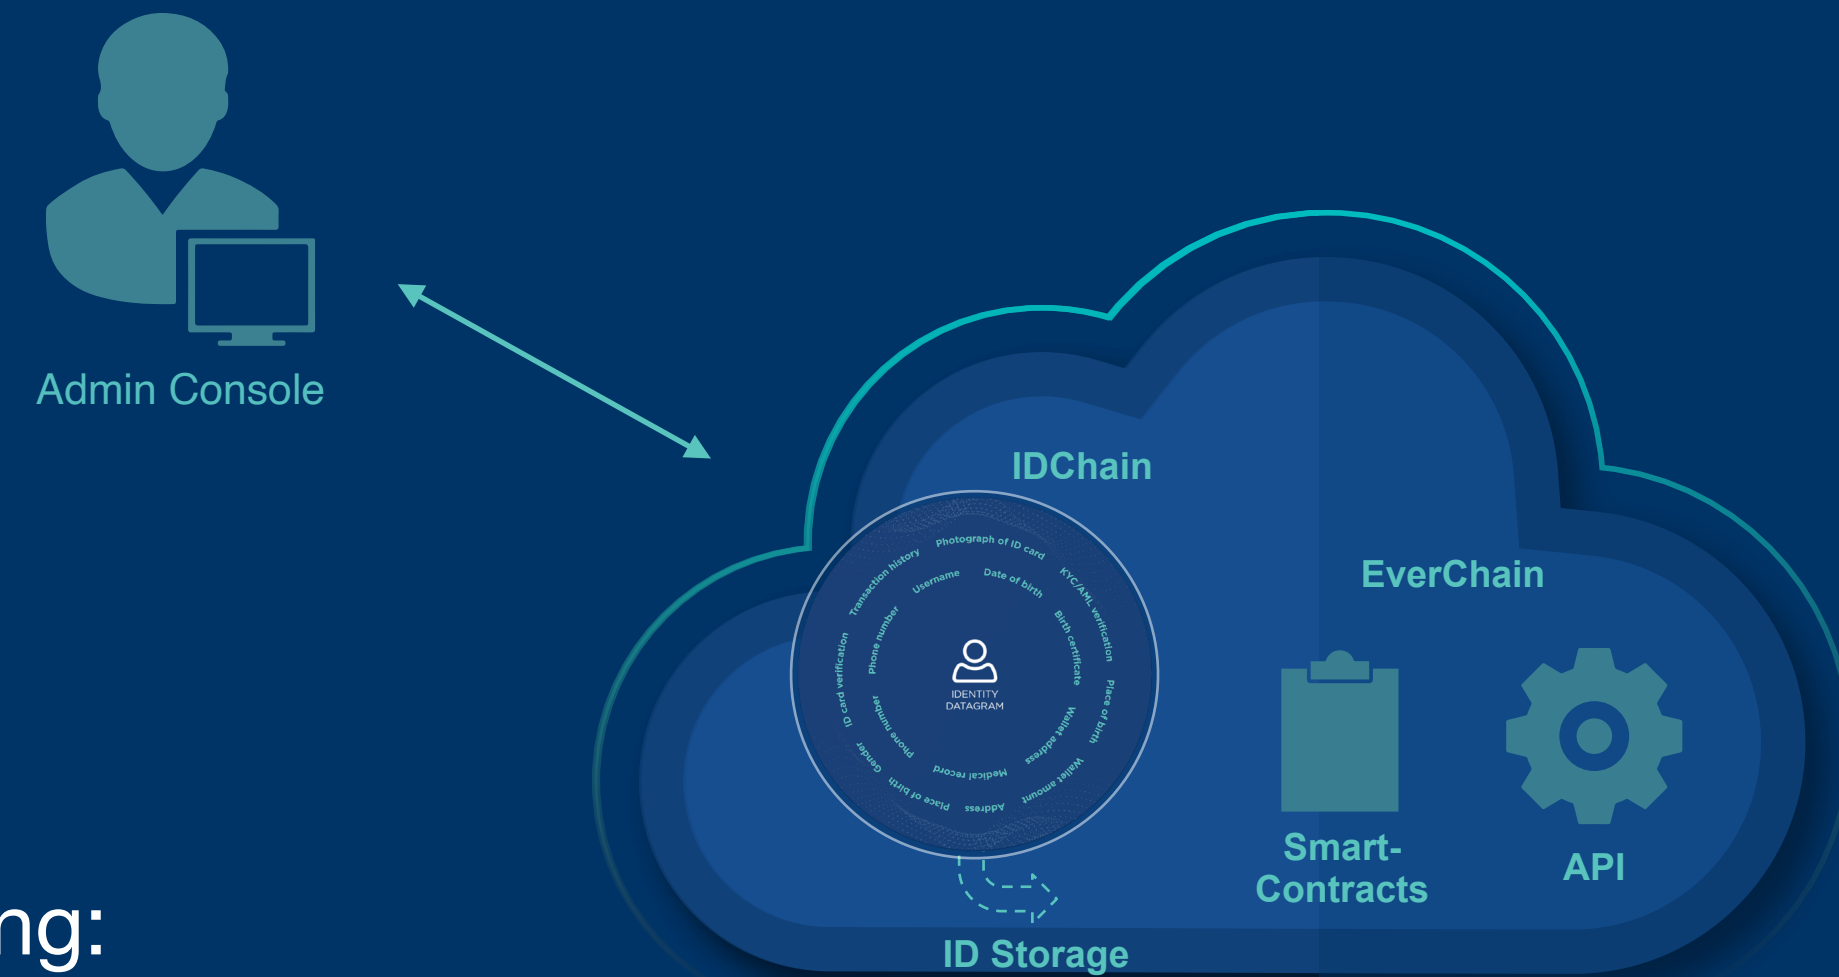 Admin Console
IDChain
EverChain
Photograph of ID card
KYC/AML verification
Place of birth
Wallet amount
Address
Place of birth
Gender
ID card verification
Transaction history
Username
Date of birth
Birth certificate
Wallet address
Medical record
Phone number
Phone number
IDENTITY
DATAGRAM
Smart-
Contracts
API
ID Storage
ng: